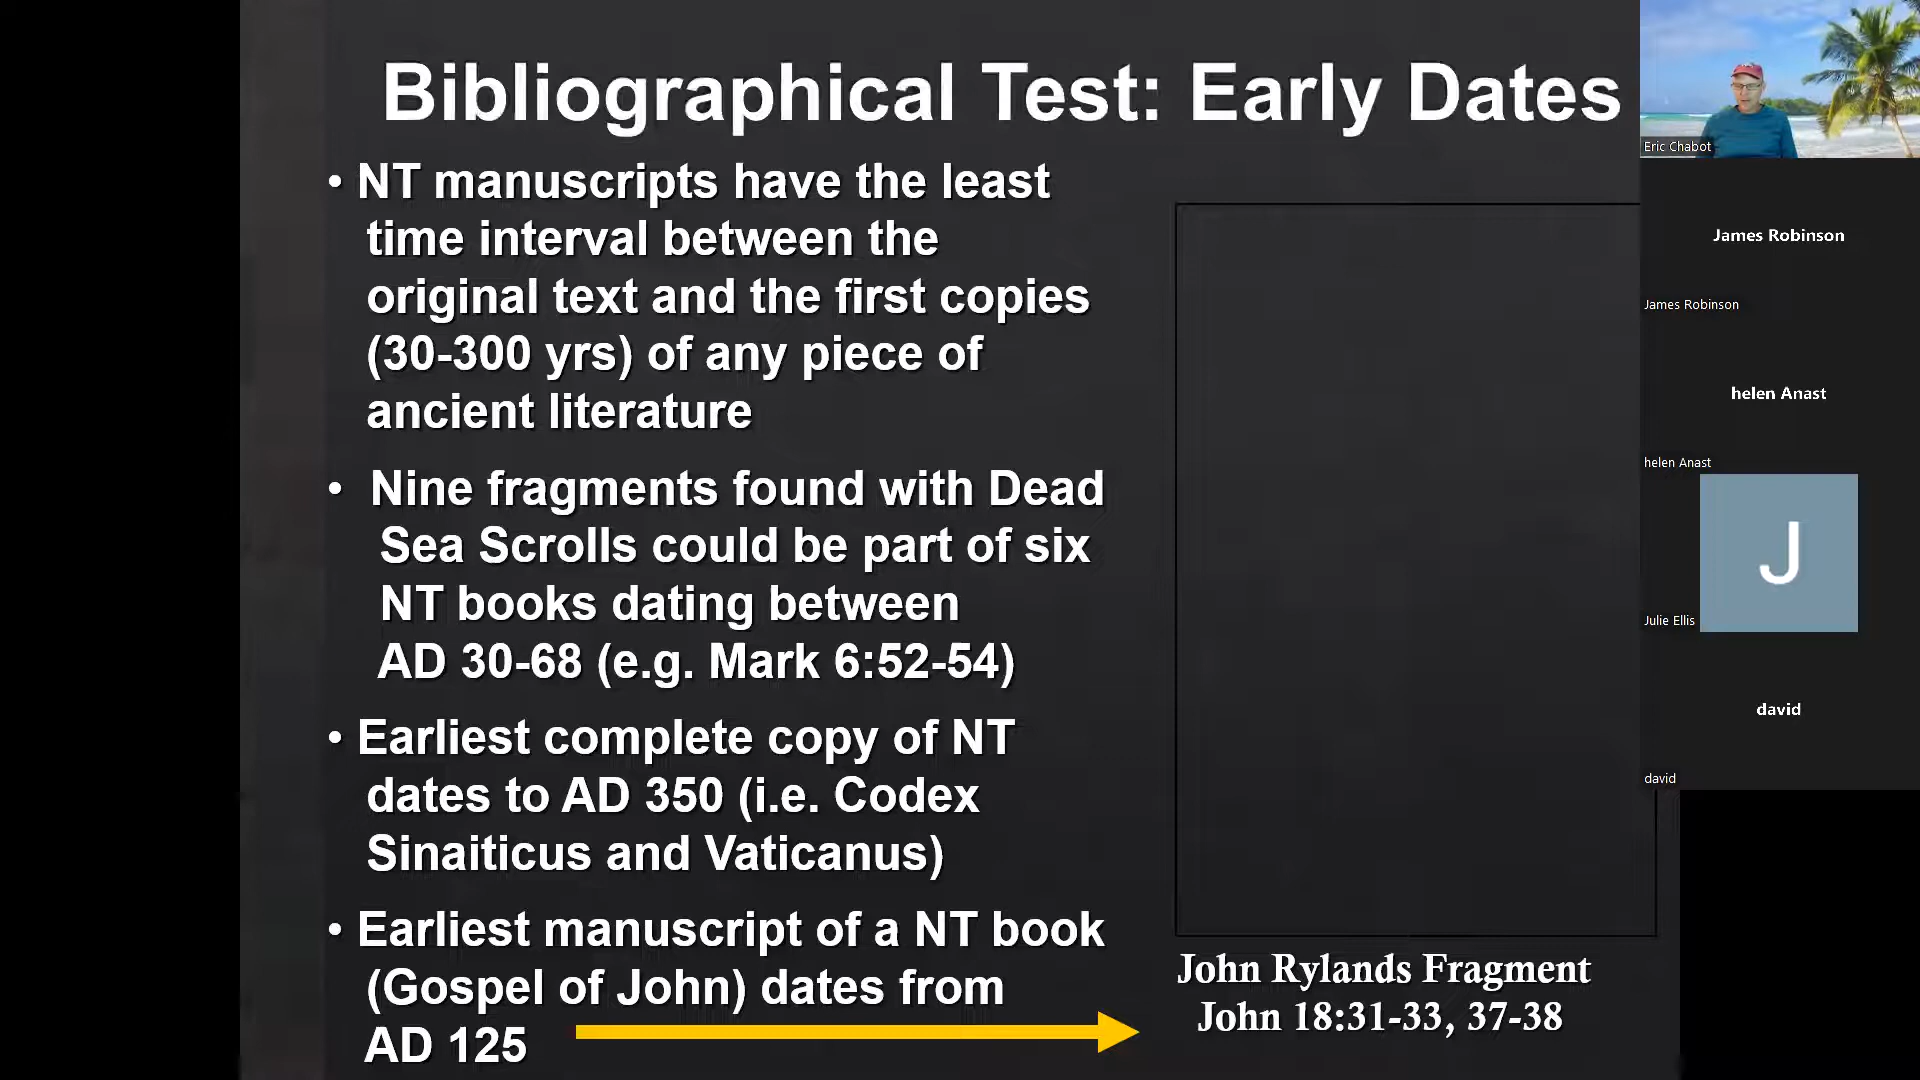 Bibliographical Test: Early Dates
• NT manuscripts have the least
time interval between the
original text and the first copies
(30-300 yrs) of any piece of
ancient literature
• Nine fragments found with Dead
Sea Scrolls could be part of six
NT books dating between
AD 30-68 (e.g. Mark 6:52-54)
• Earliest complete copy of NT
dates to AD 350 (i.e. Codex
Sinaiticus and Vaticanus)
• Earliest manuscript of a NT book
(Gospel of John) dates from
AD 125
John Rylands Fragment
John 18:31-33, 37-38
Eric Chabot
James Robinson
James Robinson
helen Anast
helen Anast
J
Julie Ellis
david
david